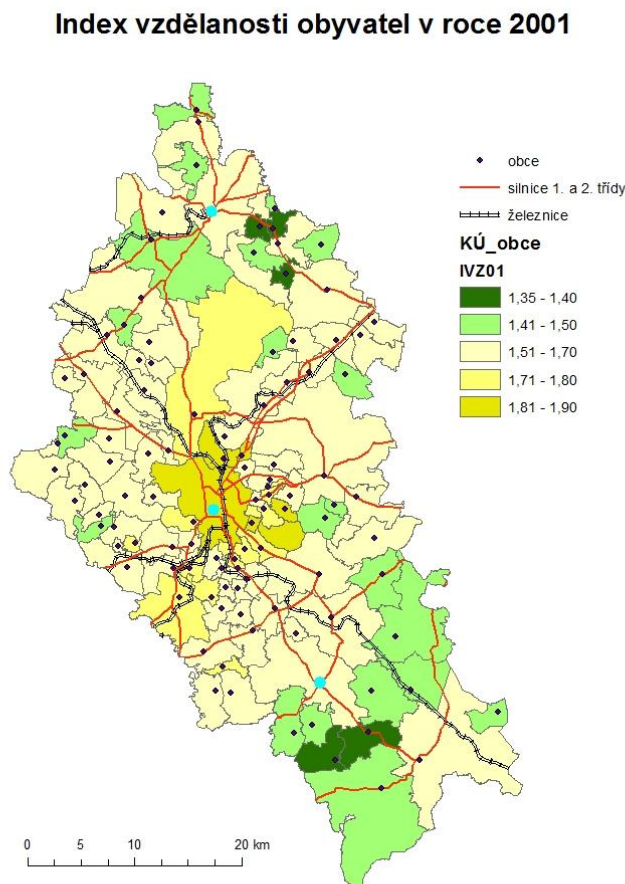 Index vzdělanosti obyvatel v roce 2001
obce
silnice 1. a 2. třídy
železnice
KÚ_obce
IVZ01
1,35 - 1,40
1,41 - 1,50
1,51 - 1,70
1,71 - 1,80
1,81 - 1,90
0 5 10 20 km